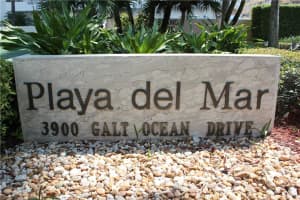 Playa del Mar
3900 GALT OCEAN DRIVE